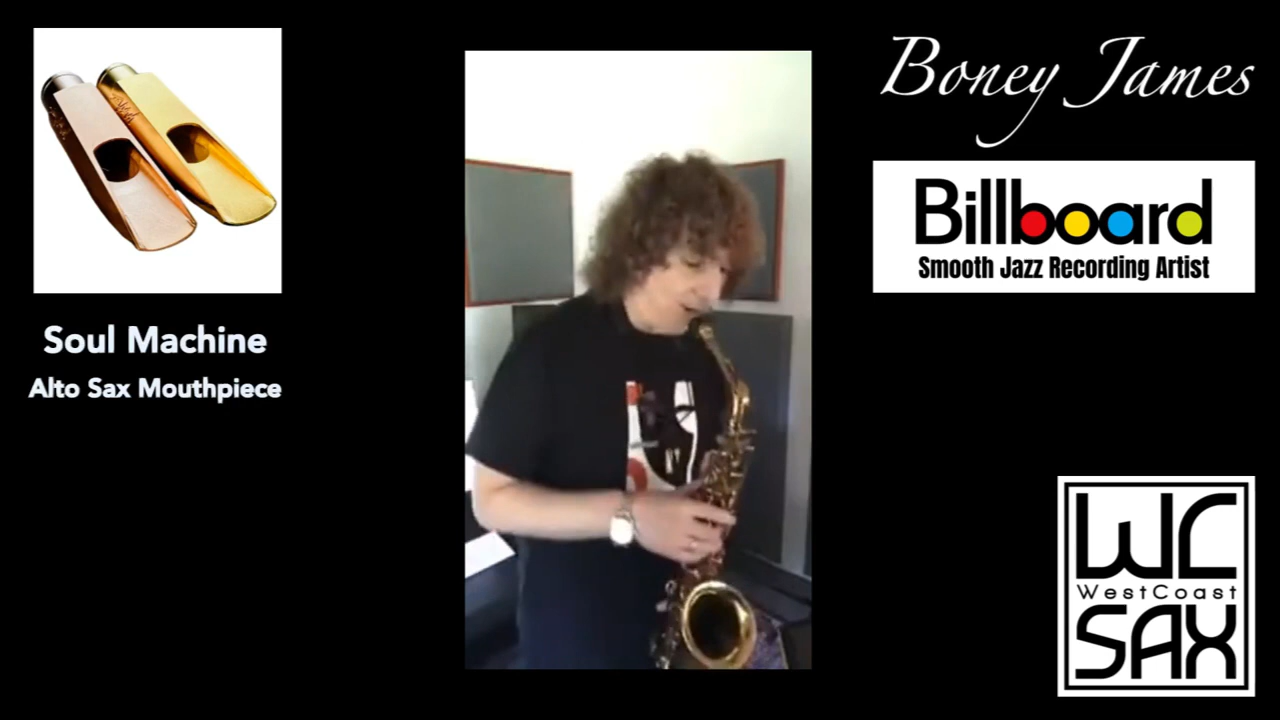 Soul Machine
Alto Sax Mouthpiece
Boney James
Billboard
Smooth Jazz Recording Artist
WC
WestCoast
SAX